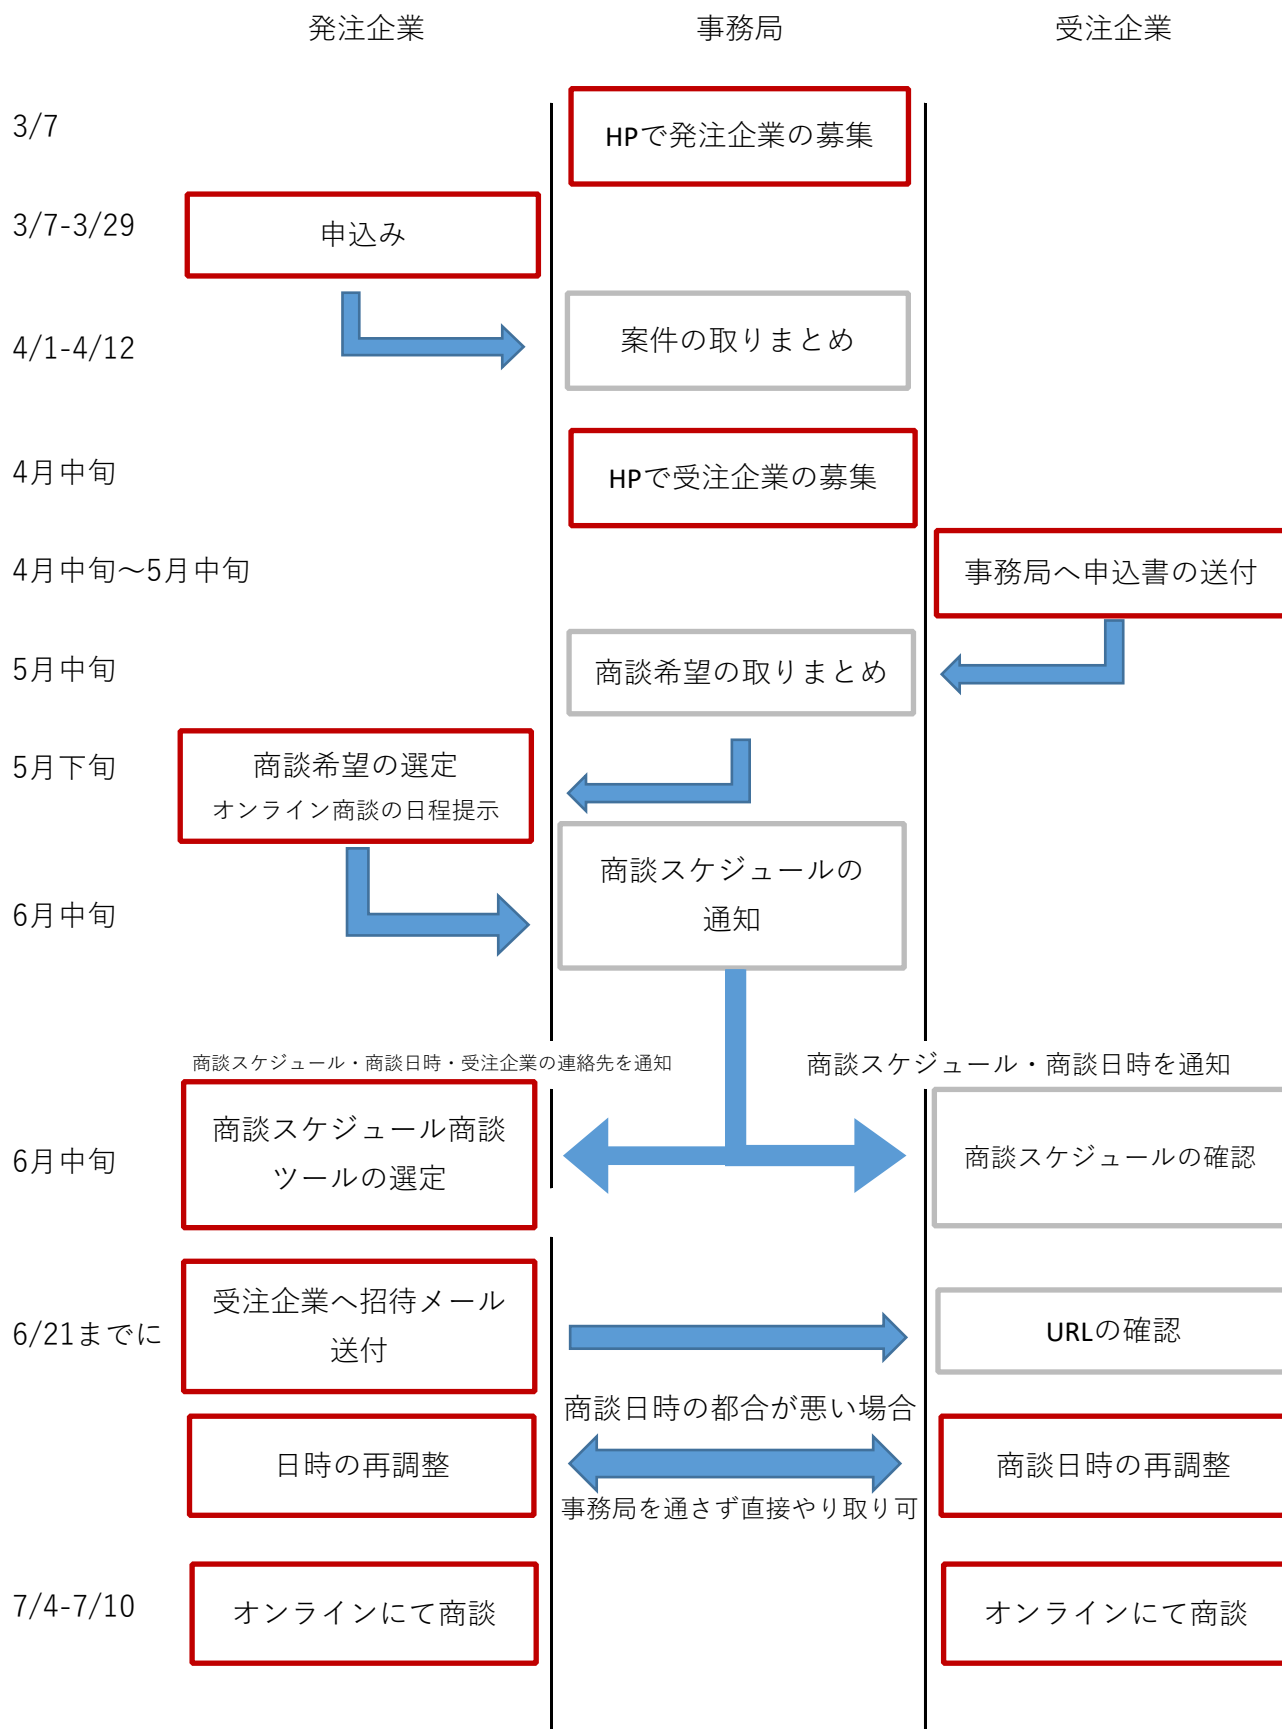 発注企業
事務局
受注企業
3/7
HPで発注企業の募集
3/7-3/29
申込み
4/1-4/12
案件の取りまとめ
4月中旬
HPで受注企業の募集
4月中旬～5月中旬
事務局へ申込書の送付
5月中旬
商談希望の取りまとめ
5月下旬
商談希望の選定
オンライン商談の日程提示
6月中旬
商談スケジュールの
通知
商談スケジュール・商談日時・受注企業の連絡先を通知
商談スケジュール・商談日時を通知
6月中旬
商談スケジュール商談
ツールの選定
商談スケジュールの確認
6/21までに
受注企業へ招待メール
送付
URLの確認
商談日時の都合が悪い場合
日時の再調整
商談日時の再調整
事務局を通さず直接やり取り可
7/4-7/10
オンラインにて商談
オンラインにて商談